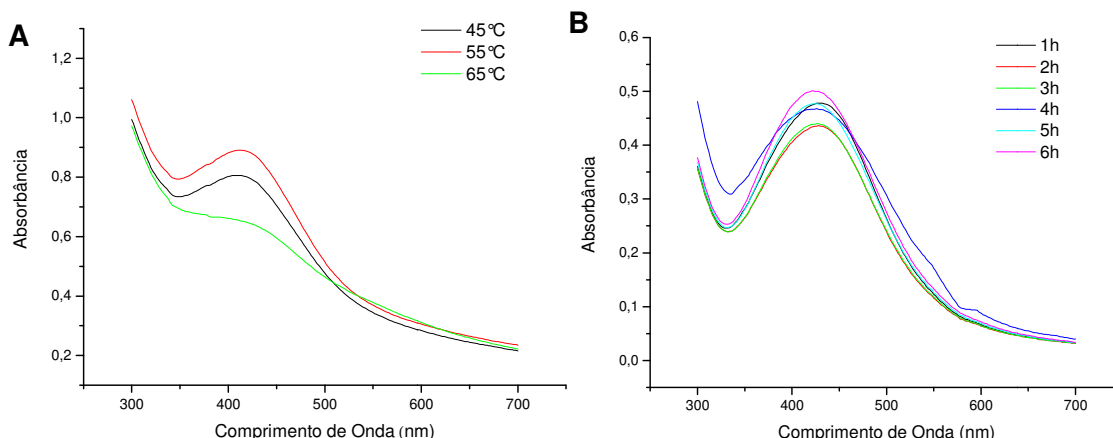 A
45°C
55°C
65°C
1,2
1,0
0,8
0,6
0,4
0,2
Absorbância
300
400
500
600
700
Comprimento de Onda (nm)
B
1h
2h
3h
4h
5h
6h
0,6
0,5
0,4
0,3
0,2
0,1
0,0
Absorbância
300
400
500
600
700
Comprimento de Onda (nm)